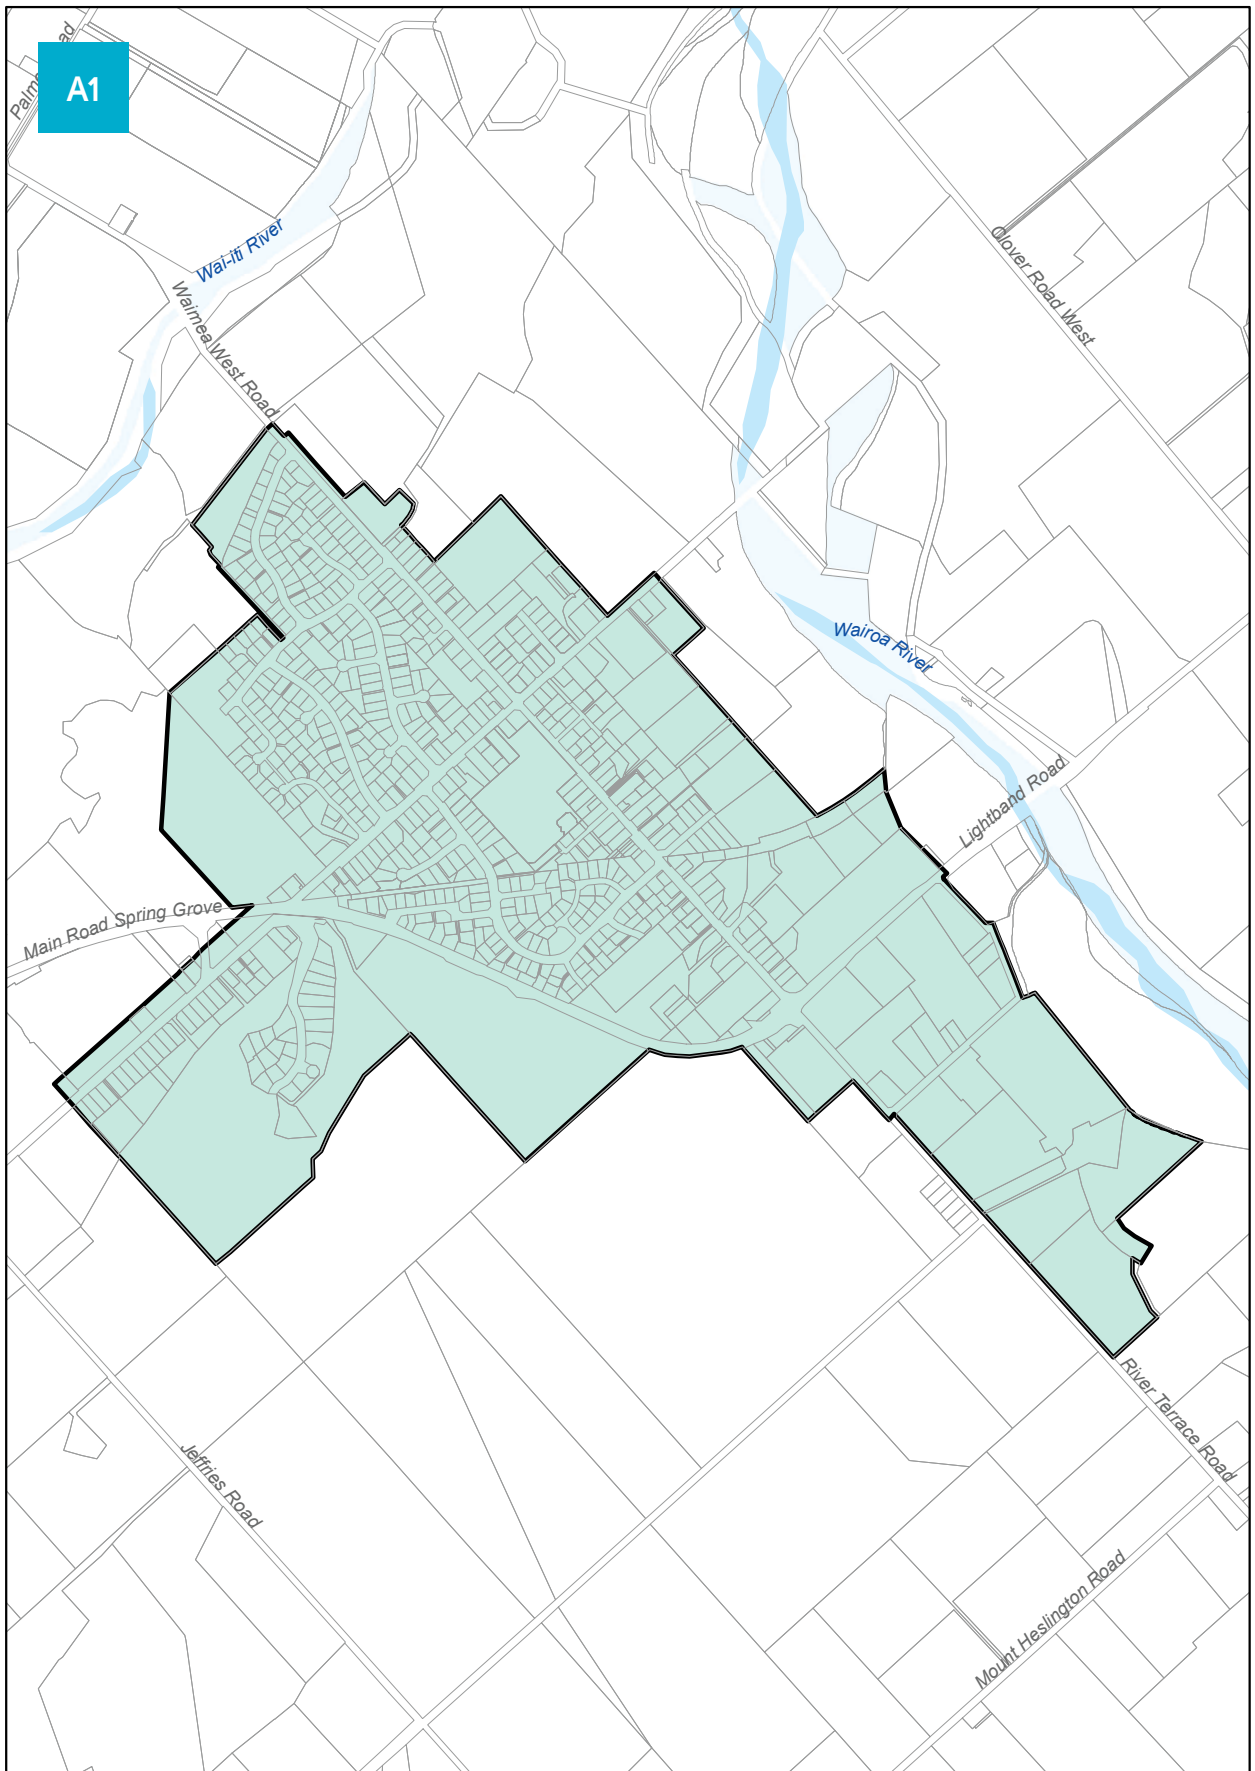 A1
Wai-iti River
Waimea West Road
Clover Road West
Wairoa River
Lightband Road
Main Road Spring Grove
River Terrace Road
Jeffries Road
Mount Heslington Road